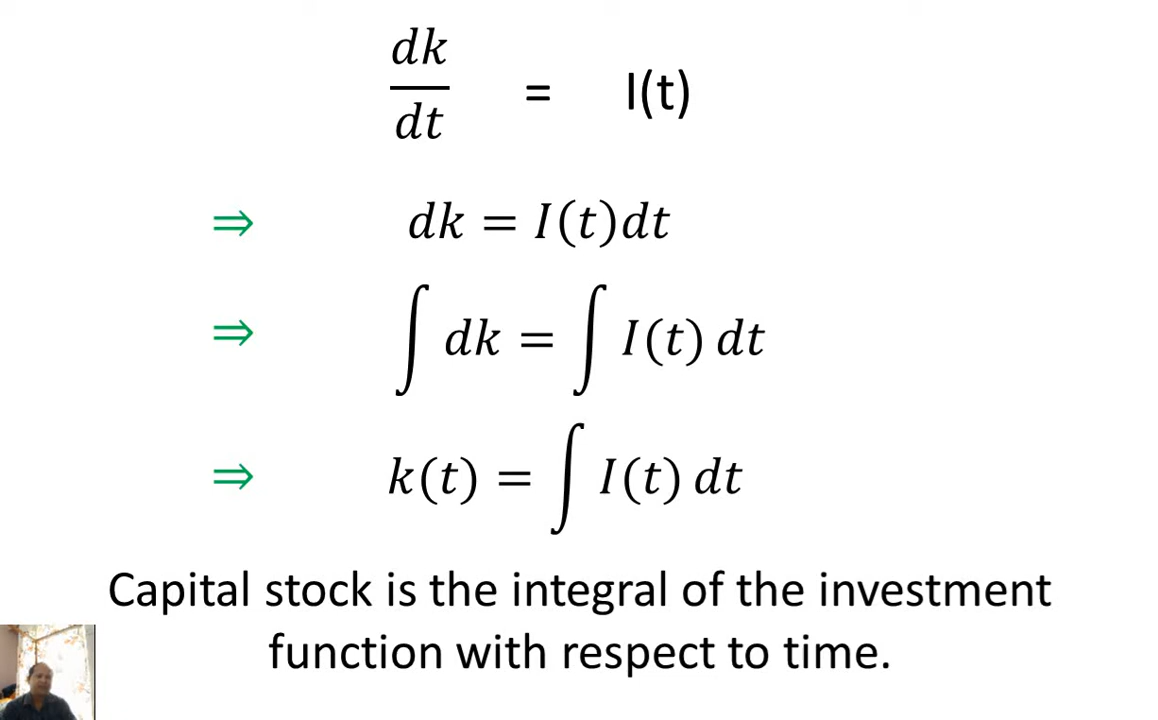 dk/dt = I(t)
⇒ dk = I(t)dt
⇒ ∫ dk = ∫ I(t) dt
⇒ k(t) = ∫ I(t) dt
Capital stock is the integral of the investment
function with respect to time.